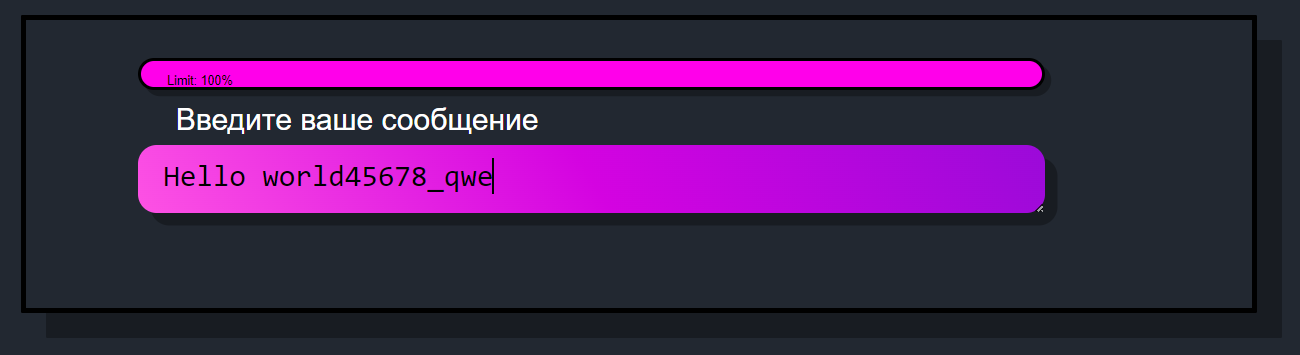 Limit: 100%
Введите ваше сообщение
Hello world45678_qwe